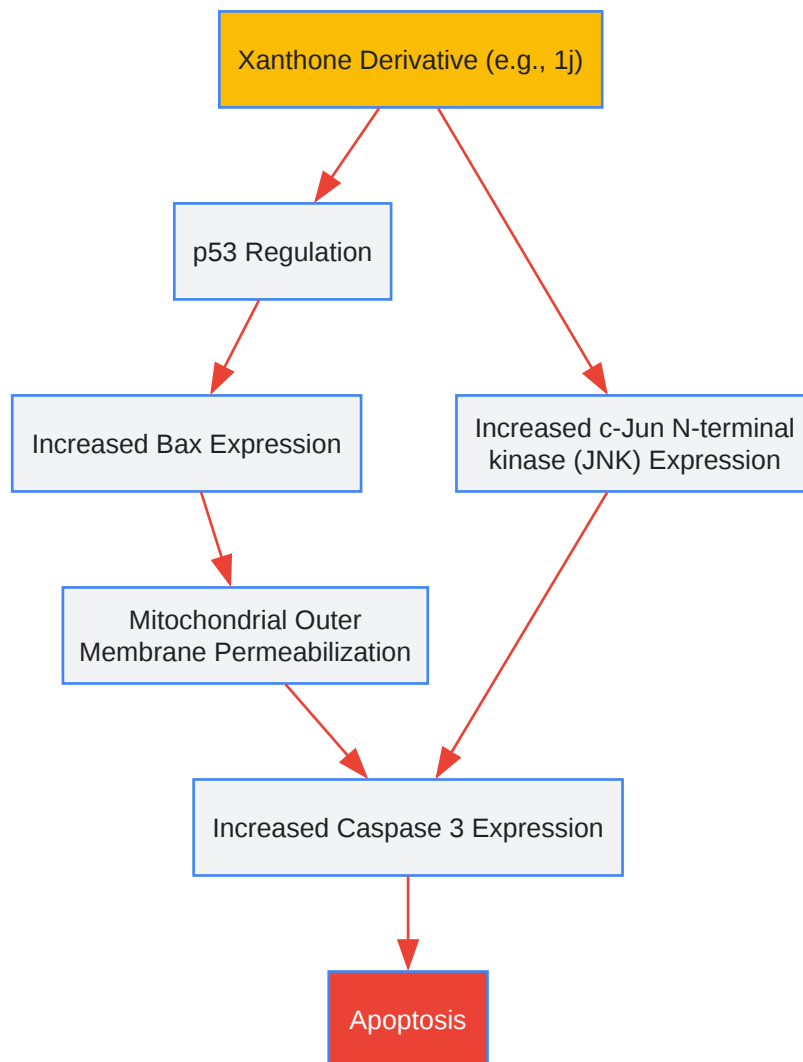 Xanthone Derivative (e.g., 1j)
p53 Regulation
Increased Bax Expression
Increased c-Jun N-terminal
kinase (JNK) Expression
Mitochondrial Outer
Membrane Permeabilization
Increased Caspase 3 Expression
Apoptosis